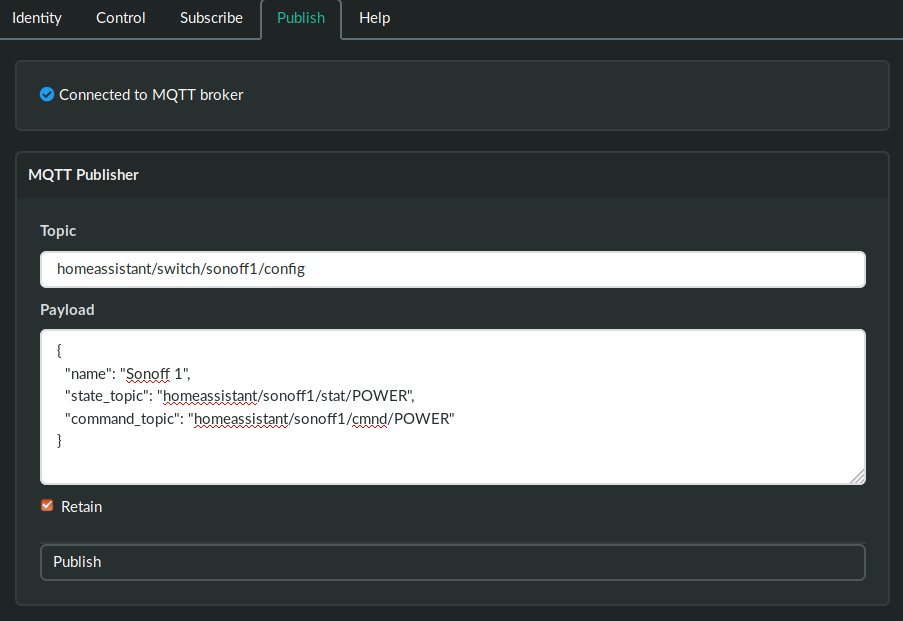 Identity Control Subscribe Publish Help
Connected to MQTT broker
MQTT Publisher
Topic
homeassistant/switch/sonoff1/config
Payload
{
"name": "Sonoff 1",
"state_topic": "homeassistant/sonoff1/stat/POWER",
"command_topic": "homeassistant/sonoff1/cmnd/POWER"
}
Retain
Publish